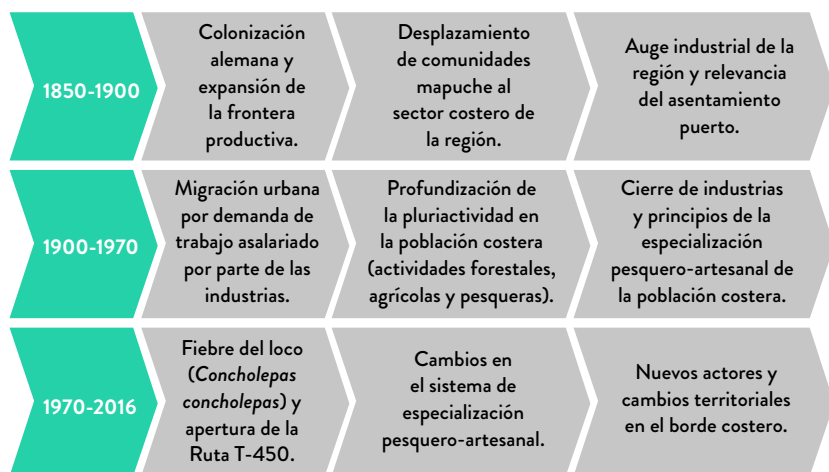 1850-1900
Colonización
alemana y
expansión de
la frontera
productiva.
Desplazamiento
de comunidades
mapuche al
sector costero de
la región.
Auge industrial de la
región y relevancia
del asentamiento
puerto.
1900-1970
Migración urbana
por demanda de
trabajo asalariado
por parte de las
industrias.
Profundización de
la pluriactividad en
la población costera
(actividades forestales,
agrícolas y pesqueras).
Cierre de industrias
y principios de la
especialización
pesquero-artesanal de
la población costera.
1970-2016
Fiebre del loco
(Concholepas
concholepas) y
apertura de la
Ruta T-450.
Cambios en
el sistema de
especialización
pesquero-artesanal.
Nuevos actores y
cambios territoriales
en el borde costero.